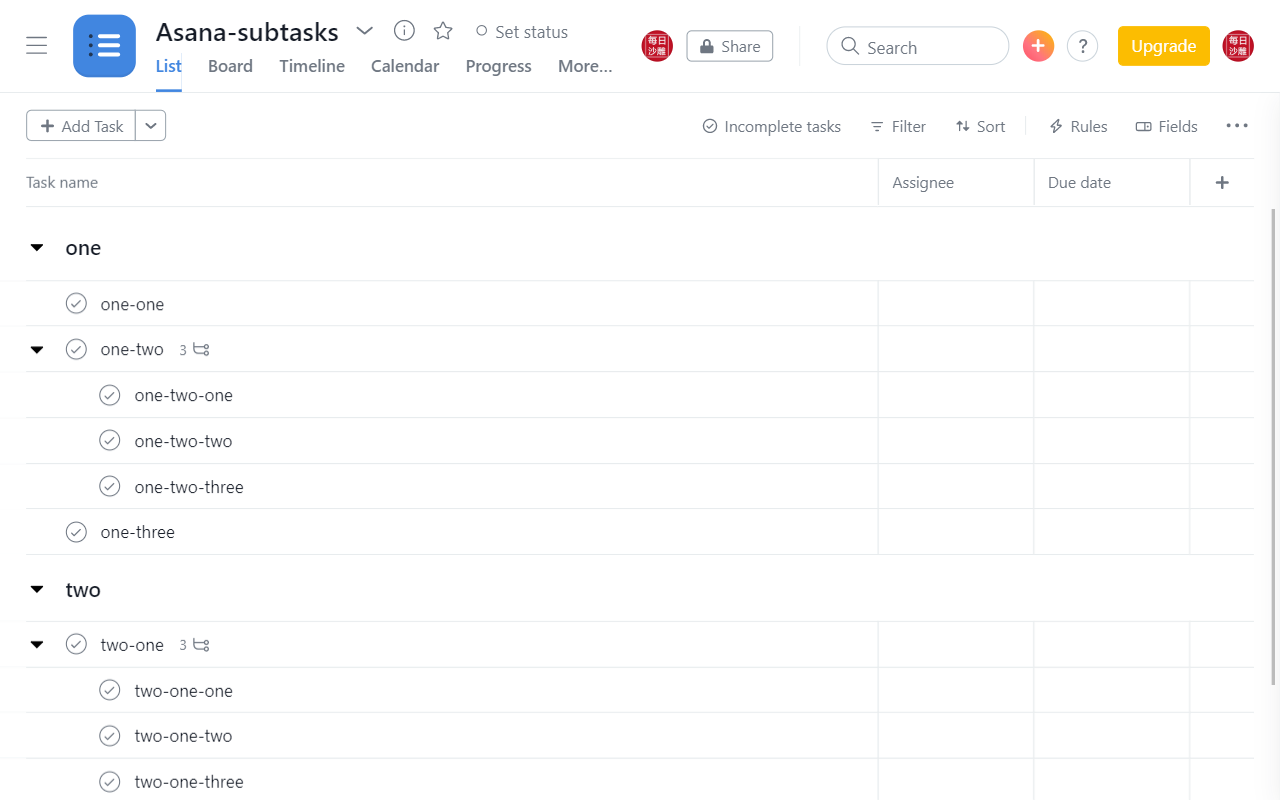 Asana-subtasks
Set status
List Board Timeline Calendar Progress More...
每日
沙離
Share
Search
?
Upgrade
每日
沙離
Add Task
Incomplete tasks Filter Sort Rules Fields
Task name Assignee Due date
one
one-one
one-two 3
one-two-one
one-two-two
one-two-three
one-three
two
two-one 3
two-one-one
two-one-two
two-one-three